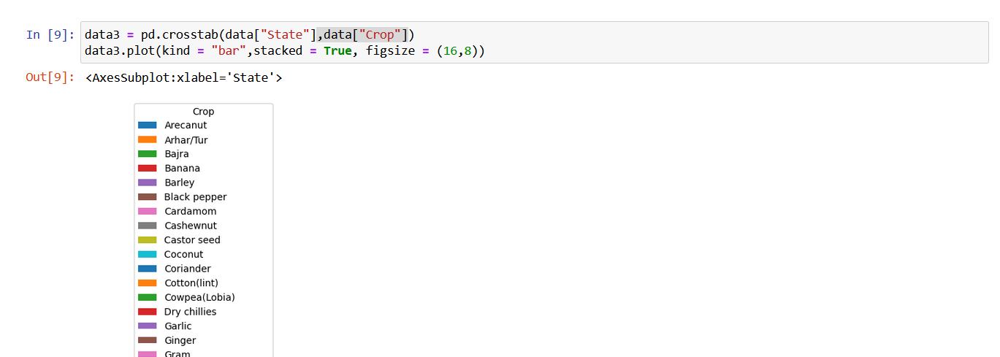 In [9]: data3 = pd.crosstab(data["State"],data["Crop"])
data3.plot(kind = "bar",stacked = True, figsize = (16,8))
Out[9]: <AxesSubplot:xlabel='State'>
Crop
Arecanut
Arhar/Tur
Bajra
Banana
Barley
Black pepper
Cardamom
Cashewnut
Castor seed
Coconut
Coriander
Cotton(lint)
Cowpea(Lobia)
Dry chillies
Garlic
Ginger
Gram